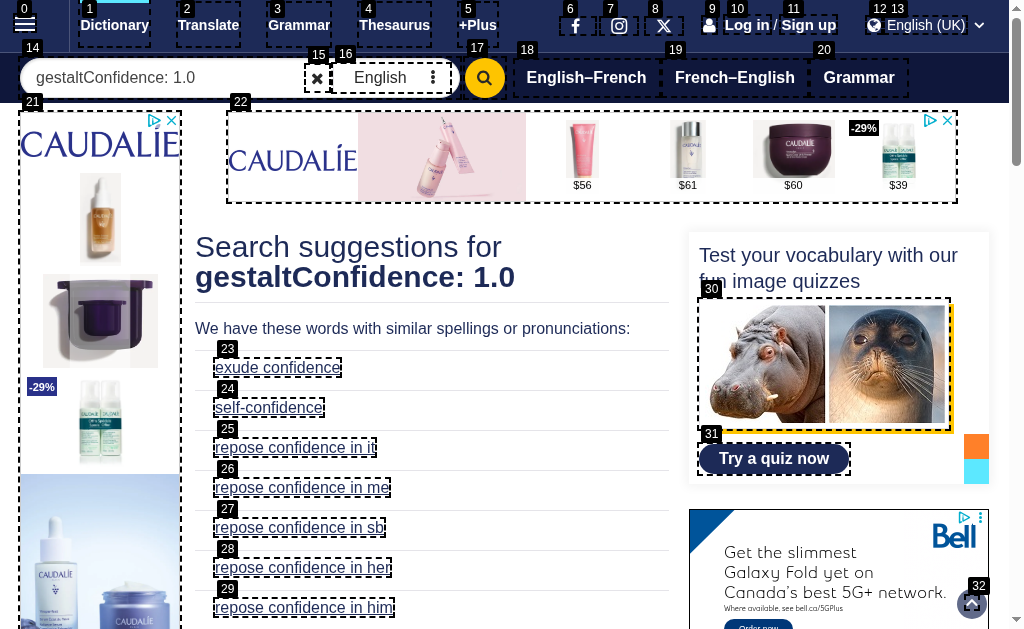 0 1 2 3 4 5 6 7 8 9 10 11 12 13
Dictionary Translate Grammar Thesaurus +Plus Log in / Sign up English (UK)
14 15 16 17 18 19 20
gestaltConfidence: 1.0 English English–French French–English Grammar
21 22
CAUDALÍE
CAUDALÍE
$56 $61 $60 -29% $39
CAUDALÍE
-29%
CAUDALÍE
Search suggestions for
gestaltConfidence: 1.0
We have these words with similar spellings or pronunciations:
23
exude confidence
24
self-confidence
25
repose confidence in it
26
repose confidence in me
27
repose confidence in sb
28
repose confidence in her
29
repose confidence in him
Test your vocabulary with our
fun image quizzes
30
31
Try a quiz now
Bell
Get the slimmest
Galaxy Fold yet on
Canada's best 5G+ network.
Where available, see bell.ca/5GPlus
Order now
32